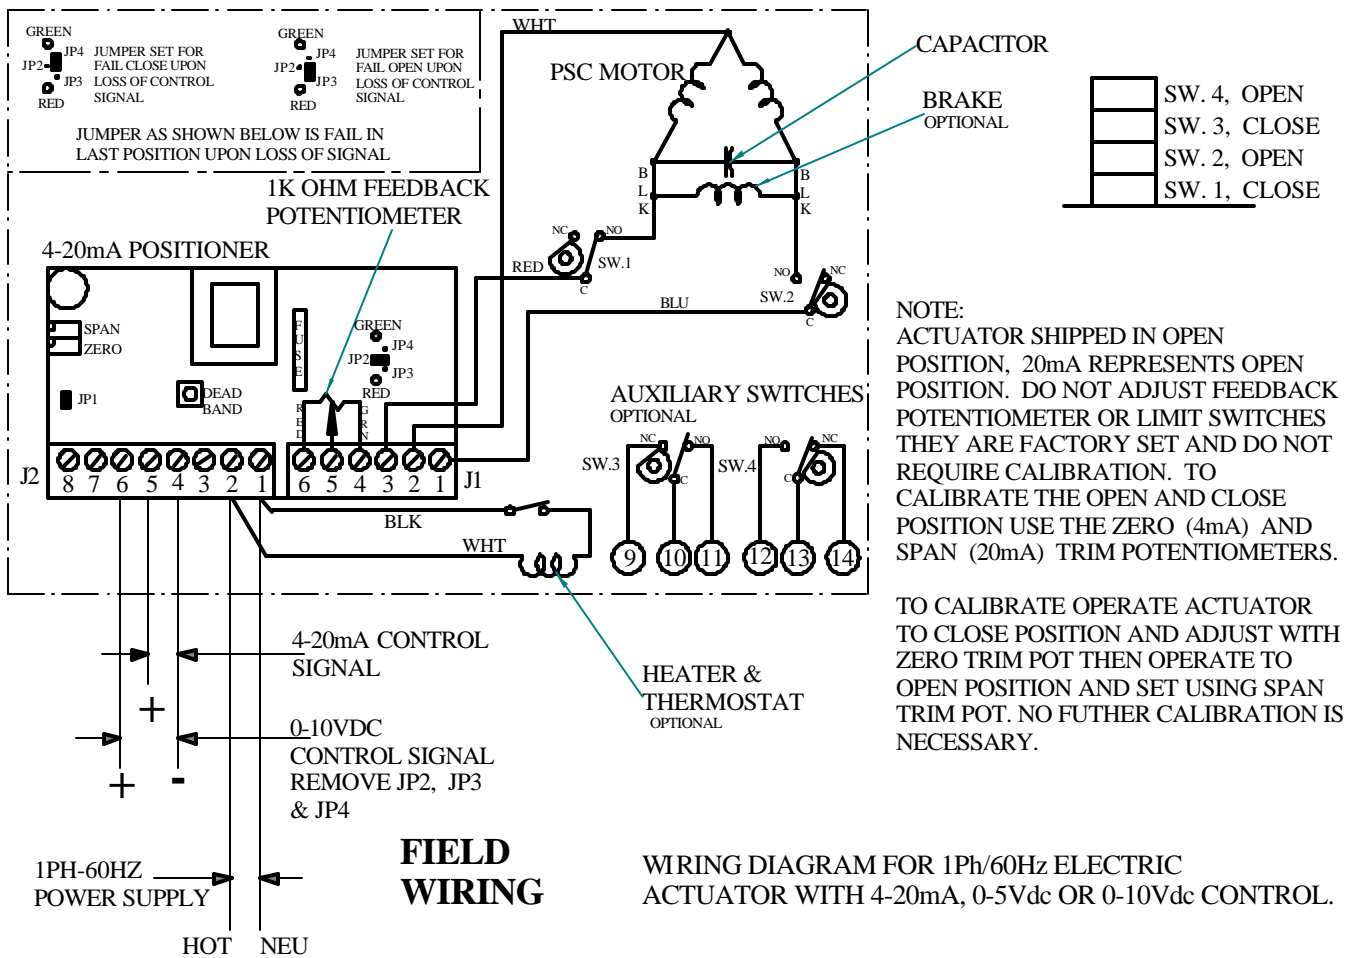 GREEN
JP4
JP2
JP3
RED
JUMPER SET FOR
FAIL CLOSE UPON
LOSS OF CONTROL
SIGNAL
GREEN
JP4
JP2
JP3
RED
JUMPER SET FOR
FAIL OPEN UPON
LOSS OF CONTROL
SIGNAL
JUMPER AS SHOWN BELOW IS FAIL IN
LAST POSITION UPON LOSS OF SIGNAL
WHT
PSC MOTOR
CAPACITOR
BRAKE
OPTIONAL
SW. 4, OPEN
SW. 3, CLOSE
SW. 2, OPEN
SW. 1, CLOSE
BLK
BLK
1K OHM FEEDBACK
POTENTIOMETER
NC
NO
RED
SW.1
C
NO
NC
SW.2
C
BLU
4-20mA POSITIONER
SPAN
ZERO
JP1
DEAD
BAND
FUSE
GREEN
JP4
JP2
JP3
RED
RED
GRN
J2
8 7 6 5 4 3 2 1
6 5 4 3 2 1
J1
BLK
WHT
AUXILIARY SWITCHES
OPTIONAL
NC
NO
SW.3
C
NO
NC
SW.4
C
9 10 11 12 13 14
NOTE:
ACTUATOR SHIPPED IN OPEN
POSITION, 20mA REPRESENTS OPEN
POSITION. DO NOT ADJUST FEEDBACK
POTENTIOMETER OR LIMIT SWITCHES
THEY ARE FACTORY SET AND DO NOT
REQUIRE CALIBRATION. TO
CALIBRATE THE OPEN AND CLOSE
POSITION USE THE ZERO (4mA) AND
SPAN (20mA) TRIM POTENTIOMETERS.
TO CALIBRATE OPERATE ACTUATOR
TO CLOSE POSITION AND ADJUST WITH
ZERO TRIM POT THEN OPERATE TO
OPEN POSITION AND SET USING SPAN
TRIM POT. NO FUTHER CALIBRATION IS
NECESSARY.
4-20mA CONTROL
SIGNAL
+
0-10VDC
CONTROL SIGNAL
REMOVE JP2, JP3
& JP4
+ -
HEATER &
THERMOSTAT
OPTIONAL
1PH-60HZ
POWER SUPPLY
HOT NEU
FIELD
WIRING
WIRING DIAGRAM FOR 1Ph/60Hz ELECTRIC
ACTUATOR WITH 4-20mA, 0-5Vdc OR 0-10Vdc CONTROL.